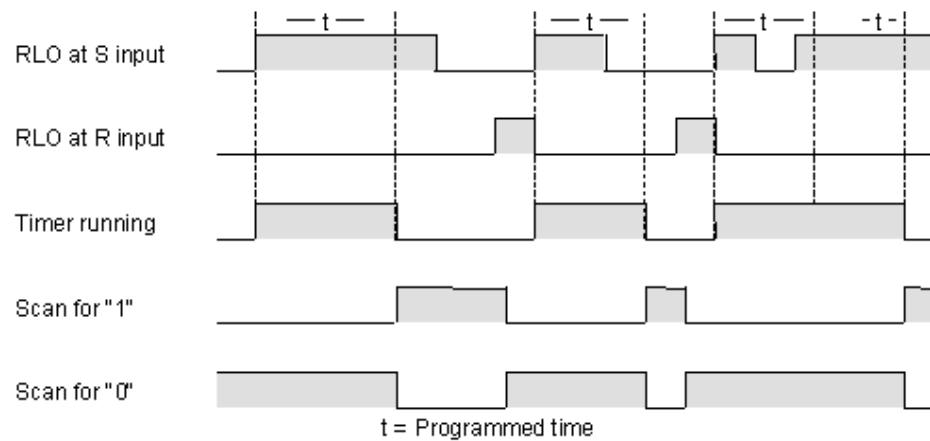 — t —
— t —
— t —
- t -
RLO at S input
RLO at R input
Timer running
Scan for "1"
Scan for "0"
t = Programmed time